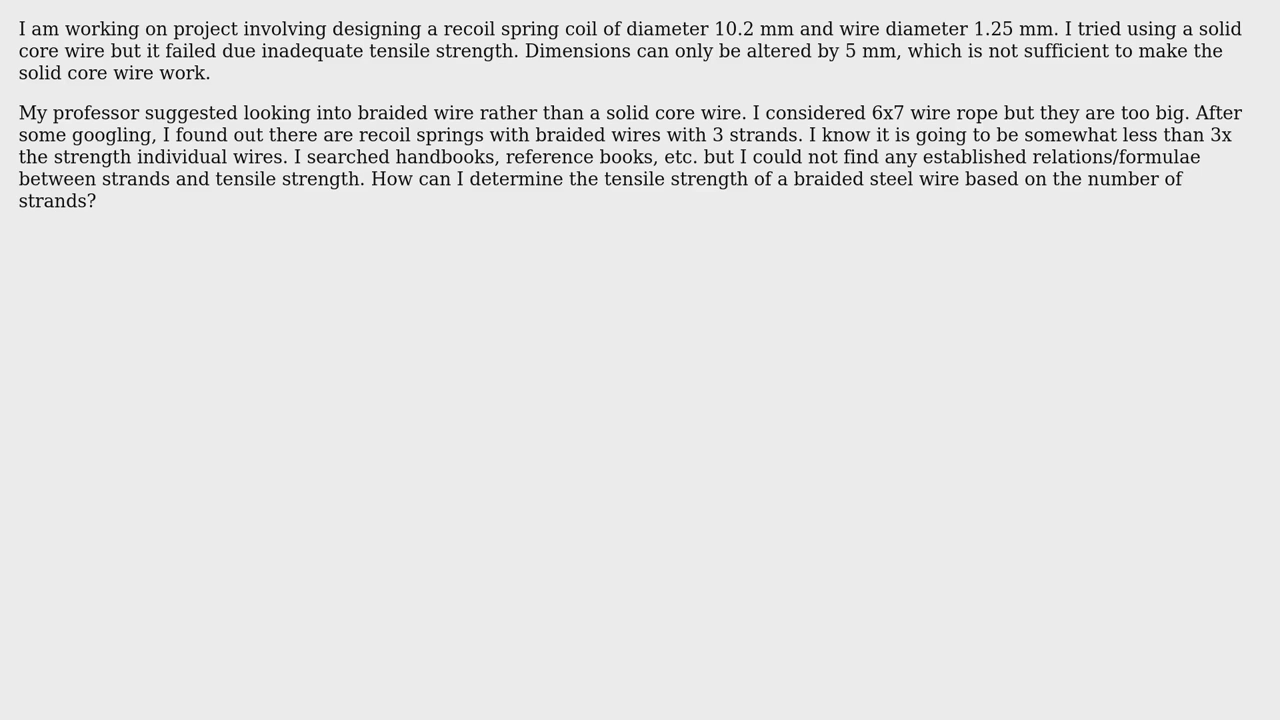 I am working on project involving designing a recoil spring coil of diameter 10.2 mm and wire diameter 1.25 mm. I tried using a solid
core wire but it failed due inadequate tensile strength. Dimensions can only be altered by 5 mm, which is not sufficient to make the
solid core wire work.
My professor suggested looking into braided wire rather than a solid core wire. I considered 6x7 wire rope but they are too big. After
some googling, I found out there are recoil springs with braided wires with 3 strands. I know it is going to be somewhat less than 3x
the strength individual wires. I searched handbooks, reference books, etc. but I could not find any established relations/formulae
between strands and tensile strength. How can I determine the tensile strength of a braided steel wire based on the number of
strands?